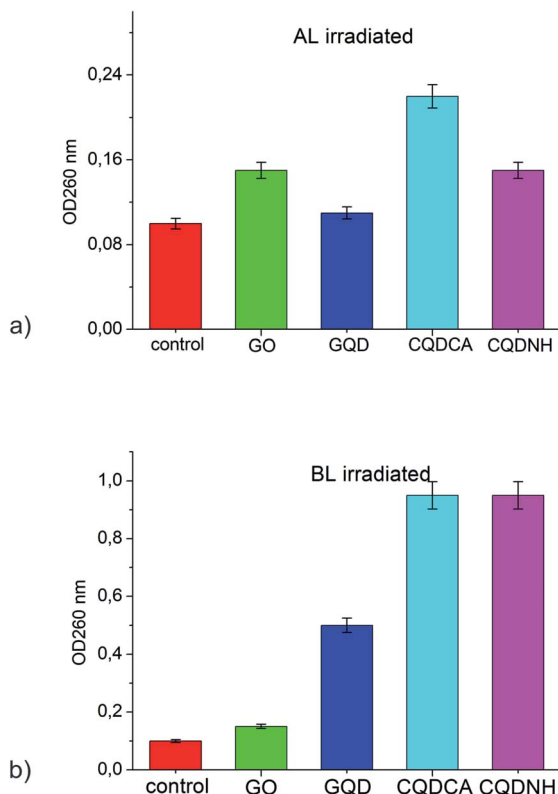 AL irradiated
OD260 nm
0,24
0,16
0,08
0,00
control GO GQD CQDCA CQDNH
a)
BL irradiated
OD260 nm
1,0
0,8
0,6
0,4
0,2
0,0
control GO GQD CQDCA CQDNH
b)